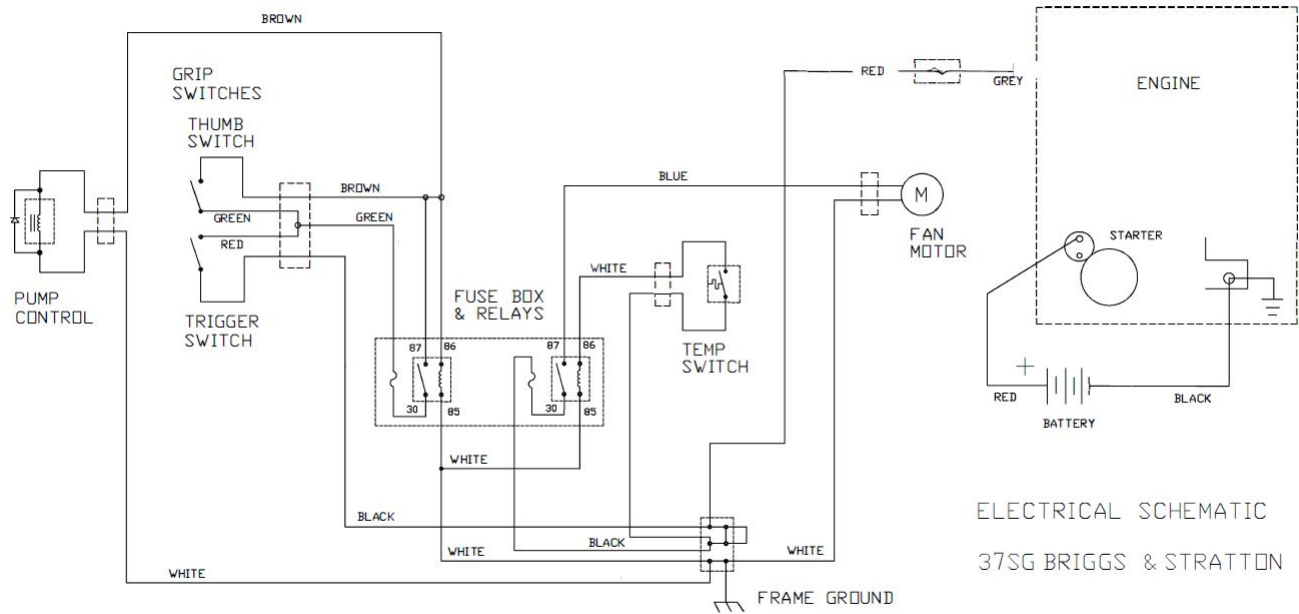 BROWN
GRIP
SWITCHES
THUMB
SWITCH
RED
GREY
ENGINE
BLUE
BROWN
M
GREEN
GREEN
RED
FAN
MOTOR
STARTER
WHITE
PUMP
CONTROL
TRIGGER
SWITCH
FUSE BOX
& RELAYS
TEMP
SWITCH
87
86
87
86
30
85
30
85
+
RED
BLACK
BATTERY
WHITE
BLACK
BLACK
WHITE
WHITE
WHITE
FRAME GROUND
ELECTRICAL SCHEMATIC
37SG BRIGGS & STRATTON